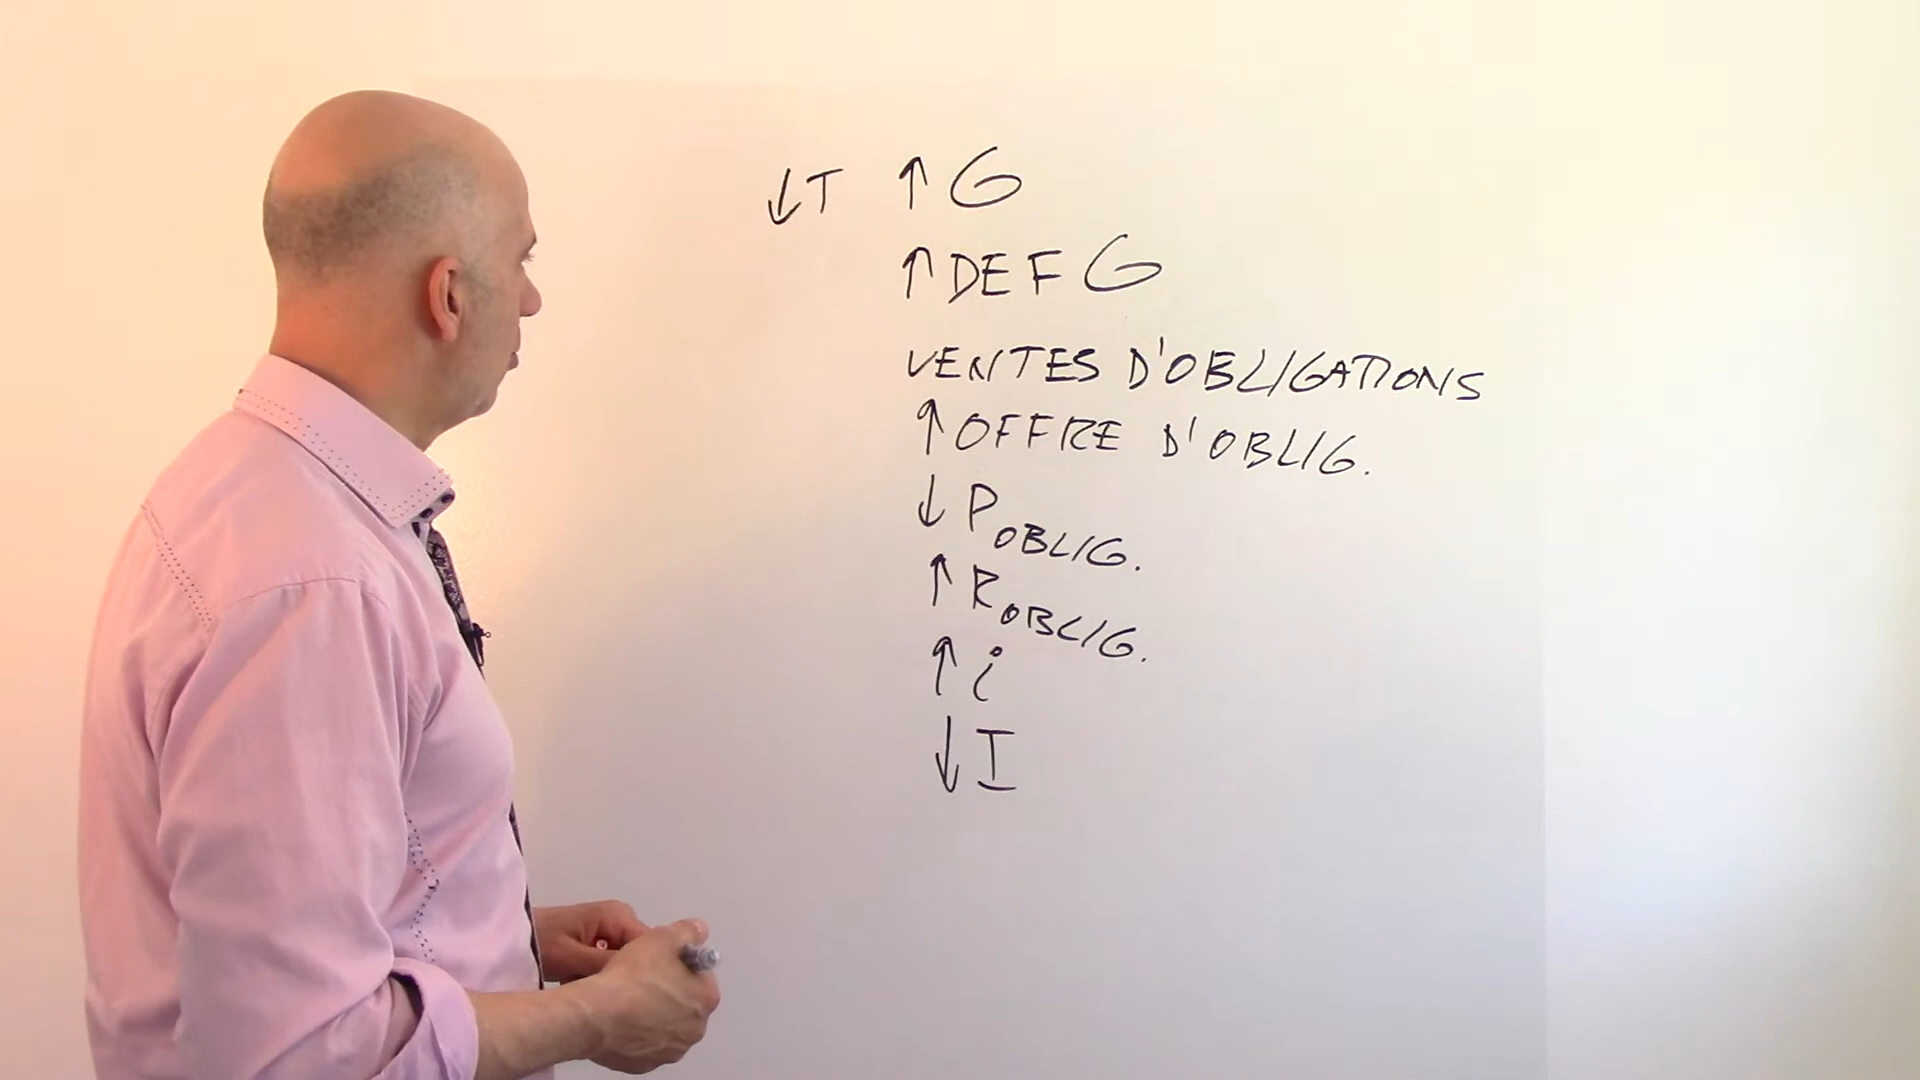 ↓T ↑G
↑DEF G
VENTES D'OBLIGATIONS
↑OFFRE D'OBLIG.
↓P OBLIG.
↑R OBLIG.
↑i
↓I